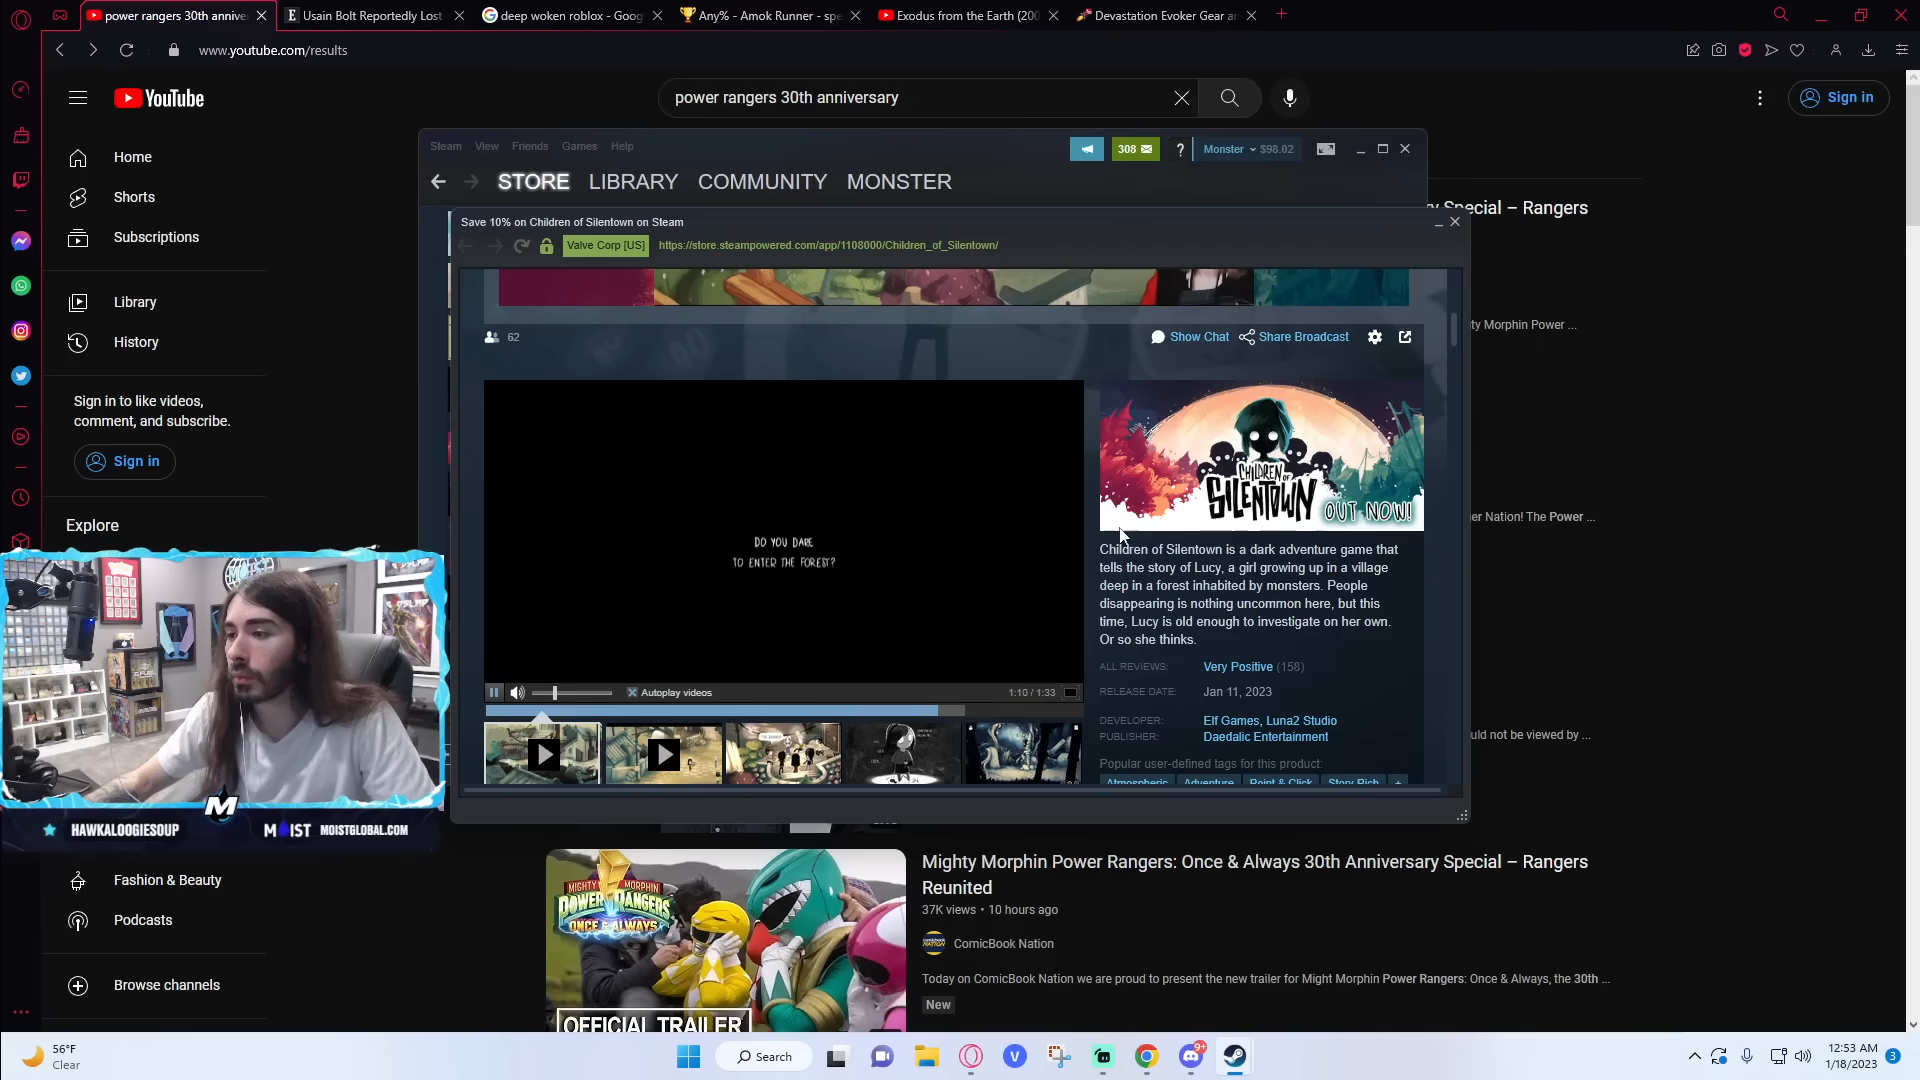 power rangers 30th annive
Usain Bolt Reportedly Lost
deep woken roblox - Goog
Any% - Amok Runner - spe
Exodus from the Earth (200
Devastation Evoker Gear a
www.youtube.com/results
YouTube
power rangers 30th anniversary
Sign in
Home
Shorts
Subscriptions
Library
History
Sign in to like videos,
comment, and subscribe.
Sign in
Explore
Steam View Friends Games Help
308
?
Monster $98.02
STORE LIBRARY COMMUNITY MONSTER
Save 10% on Children of Silentown on Steam
Valve Corp [US]
https://store.steampowered.com/app/1108000/Children_of_Silentown/
62
Show Chat
Share Broadcast
DO YOU DARE
TO ENTER THE FOREST?
Autoplay videos
1:10 / 1:33
CHILDREN OF
SILENTOWN
OUT NOW!
Children of Silentown is a dark adventure game that
tells the story of Lucy, a girl growing up in a village
deep in a forest inhabited by monsters. People
disappearing is nothing uncommon here, but this
time, Lucy is old enough to investigate on her own.
Or so she thinks.
ALL REVIEWS: Very Positive (158)
RELEASE DATE: Jan 11, 2023
DEVELOPER: Elf Games, Luna2 Studio
PUBLISHER: Daedalic Entertainment
Popular user-defined tags for this product:
Atmospheric Adventure Point & Click Story Rich +
y Special – Rangers
ty Morphin Power ...
er Nation! The Power ...
uld not be viewed by ...
HAWKALOOGIESOUP
M
MOIST
MOISTGLOBAL.COM
Fashion & Beauty
Podcasts
Browse channels
MIGHTY MORPHIN
POWER RANGERS
ONCE & ALWAYS
OFFICIAL TRAILER
Mighty Morphin Power Rangers: Once & Always 30th Anniversary Special – Rangers
Reunited
37K views • 10 hours ago
ComicBook Nation
Today on ComicBook Nation we are proud to present the new trailer for Might Morphin Power Rangers: Once & Always, the 30th ...
New
56°F
Clear
Search
9+
12:53 AM
1/18/2023
3